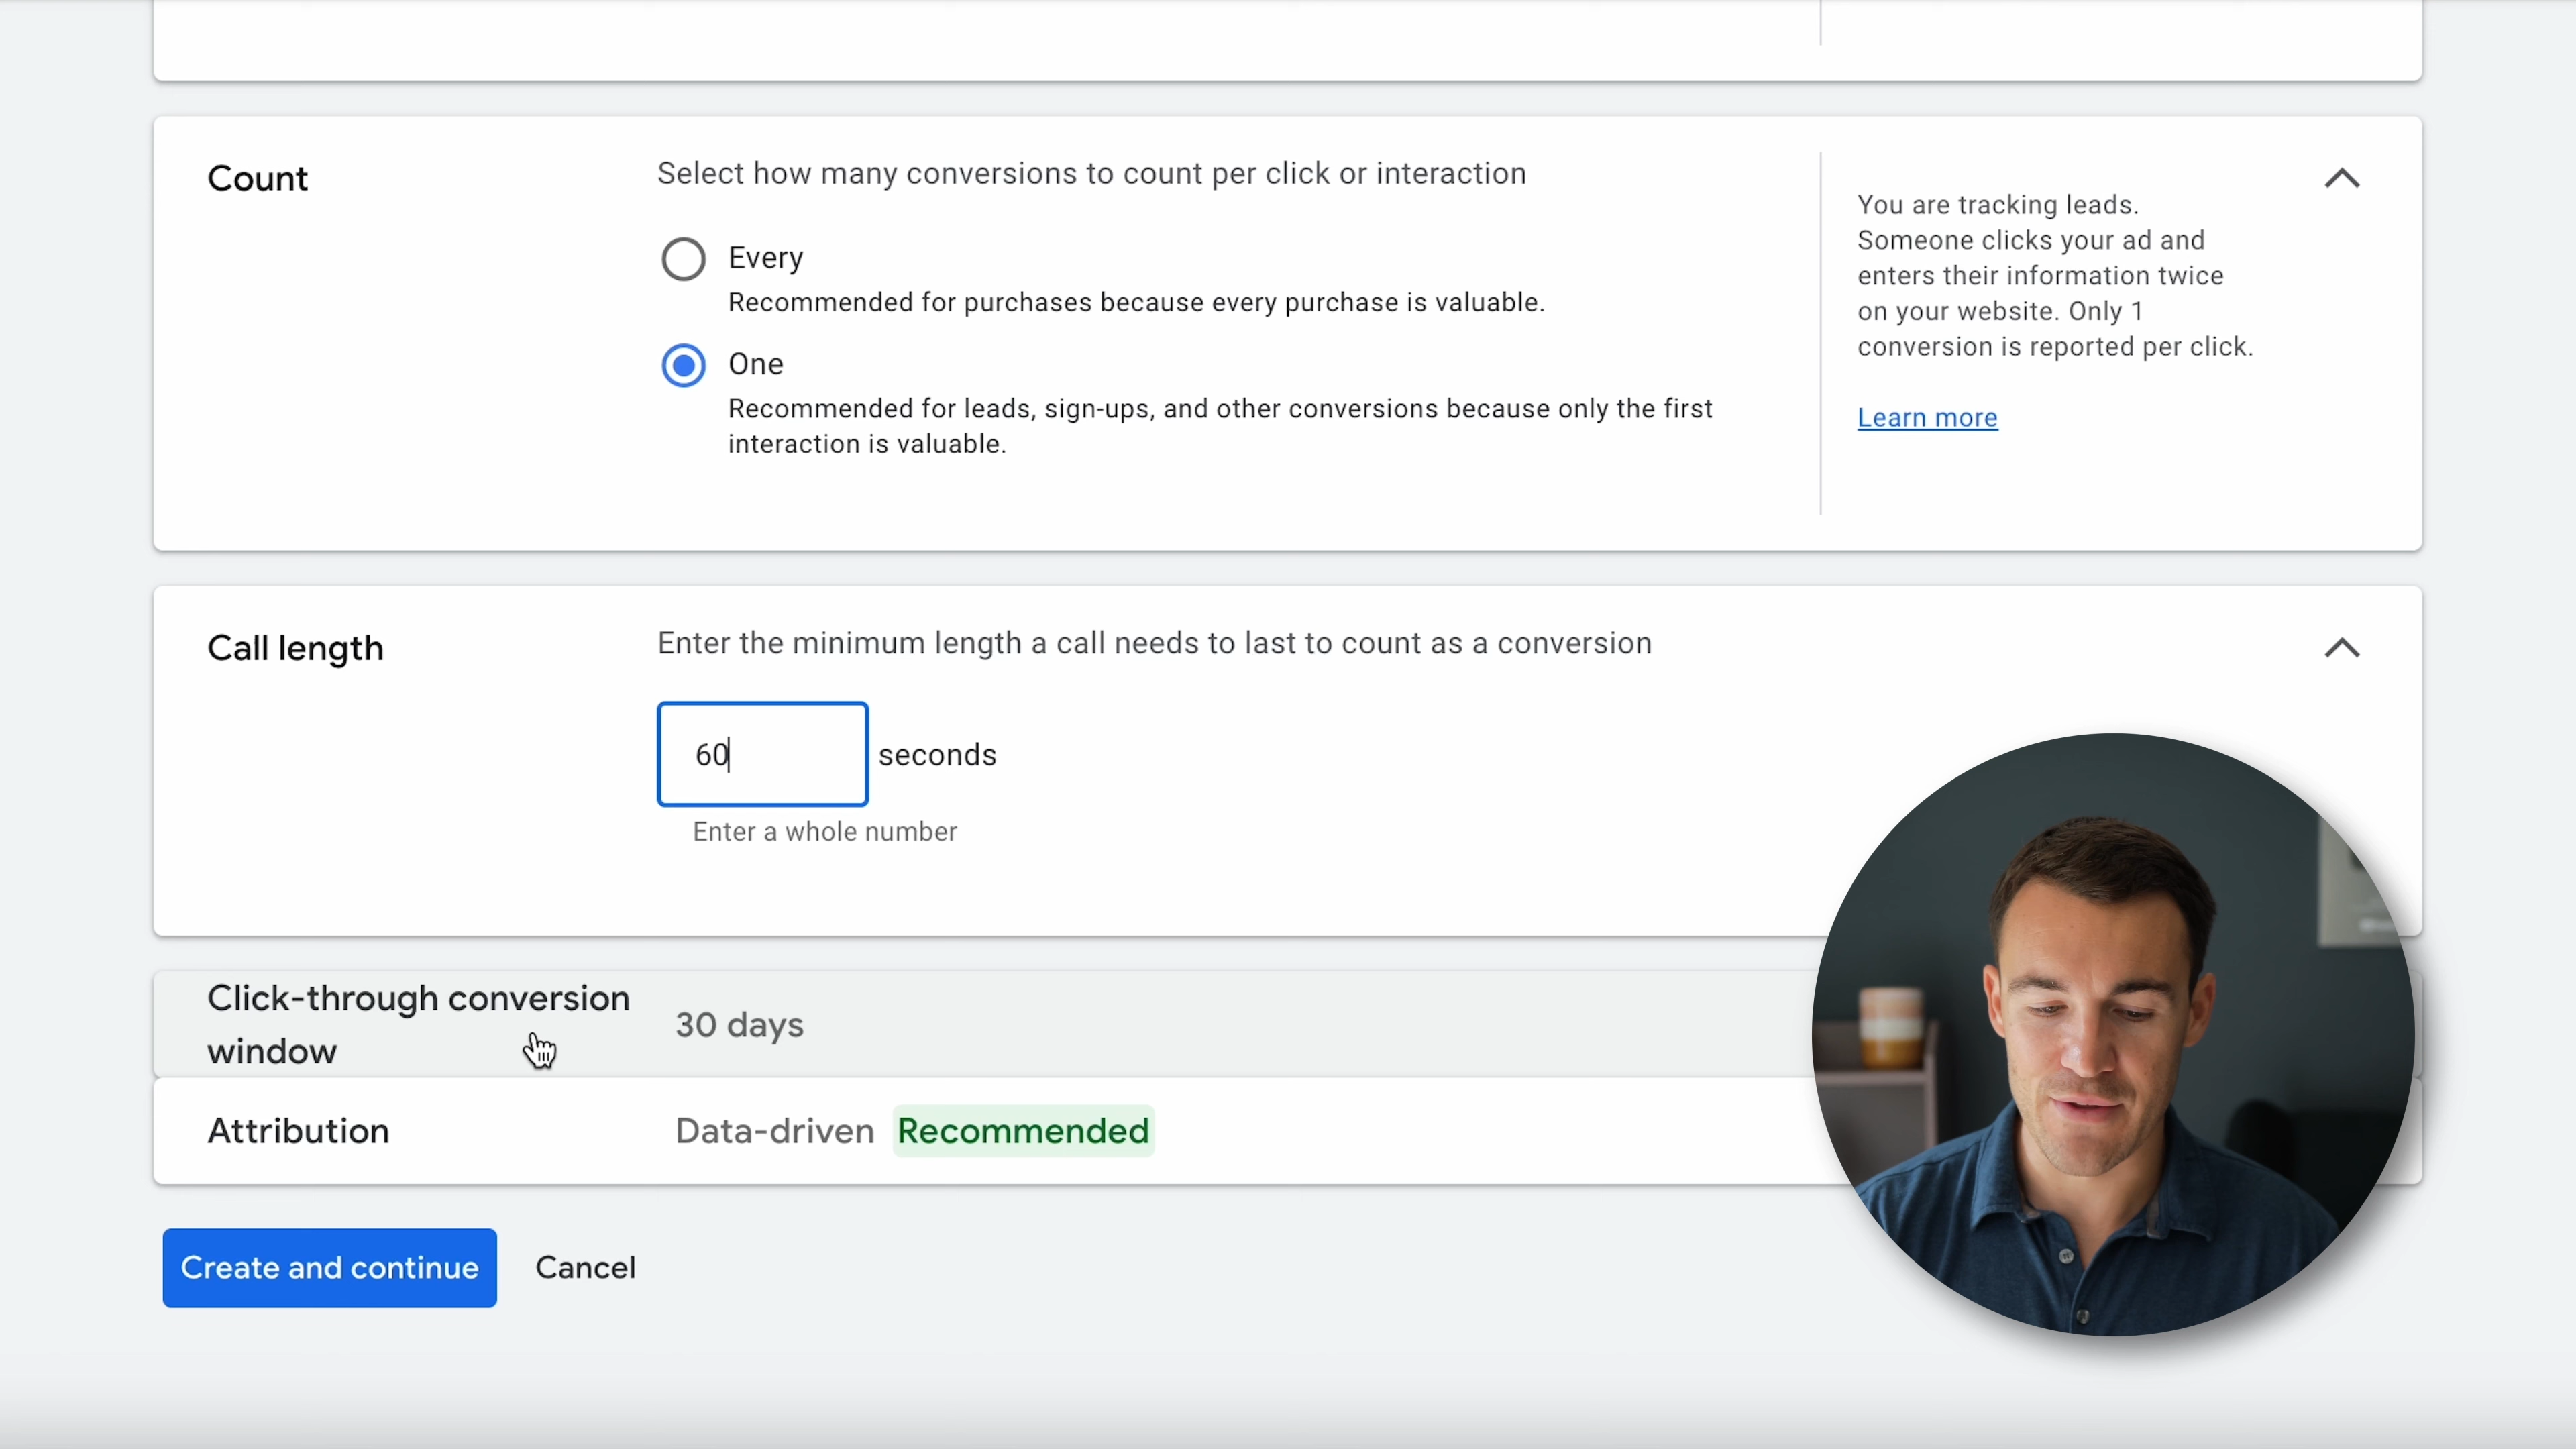 Count
Select how many conversions to count per click or interaction
Every
Recommended for purchases because every purchase is valuable.
One
Recommended for leads, sign-ups, and other conversions because only the first
interaction is valuable.
You are tracking leads.
Someone clicks your ad and
enters their information twice
on your website. Only 1
conversion is reported per click.
Learn more
Call length
Enter the minimum length a call needs to last to count as a conversion
60 seconds
Enter a whole number
Click-through conversion
window
30 days
Attribution
Data-driven Recommended
Create and continue
Cancel